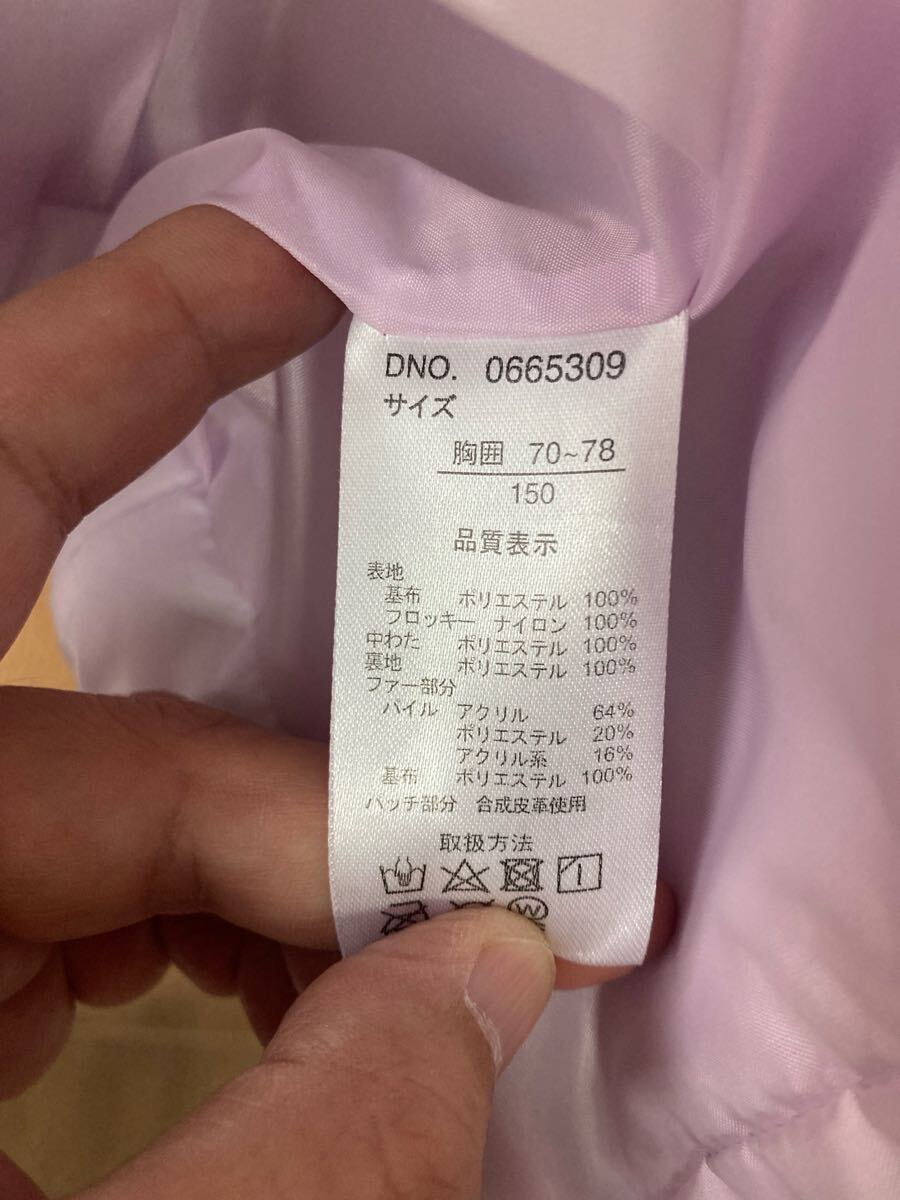 DNO. 0665309
サイズ
胸囲 70~78
150
品質表示
表地
基布 ポリエステル 100%
フロッキー ナイロン 100%
中わた ポリエステル 100%
裏地 ポリエステル 100%
ファー部分
パイル アクリル 64%
ポリエステル 20%
アクリル系 16%
基布 ポリエステル 100%
パッチ部分 合成皮革使用
取扱方法
W